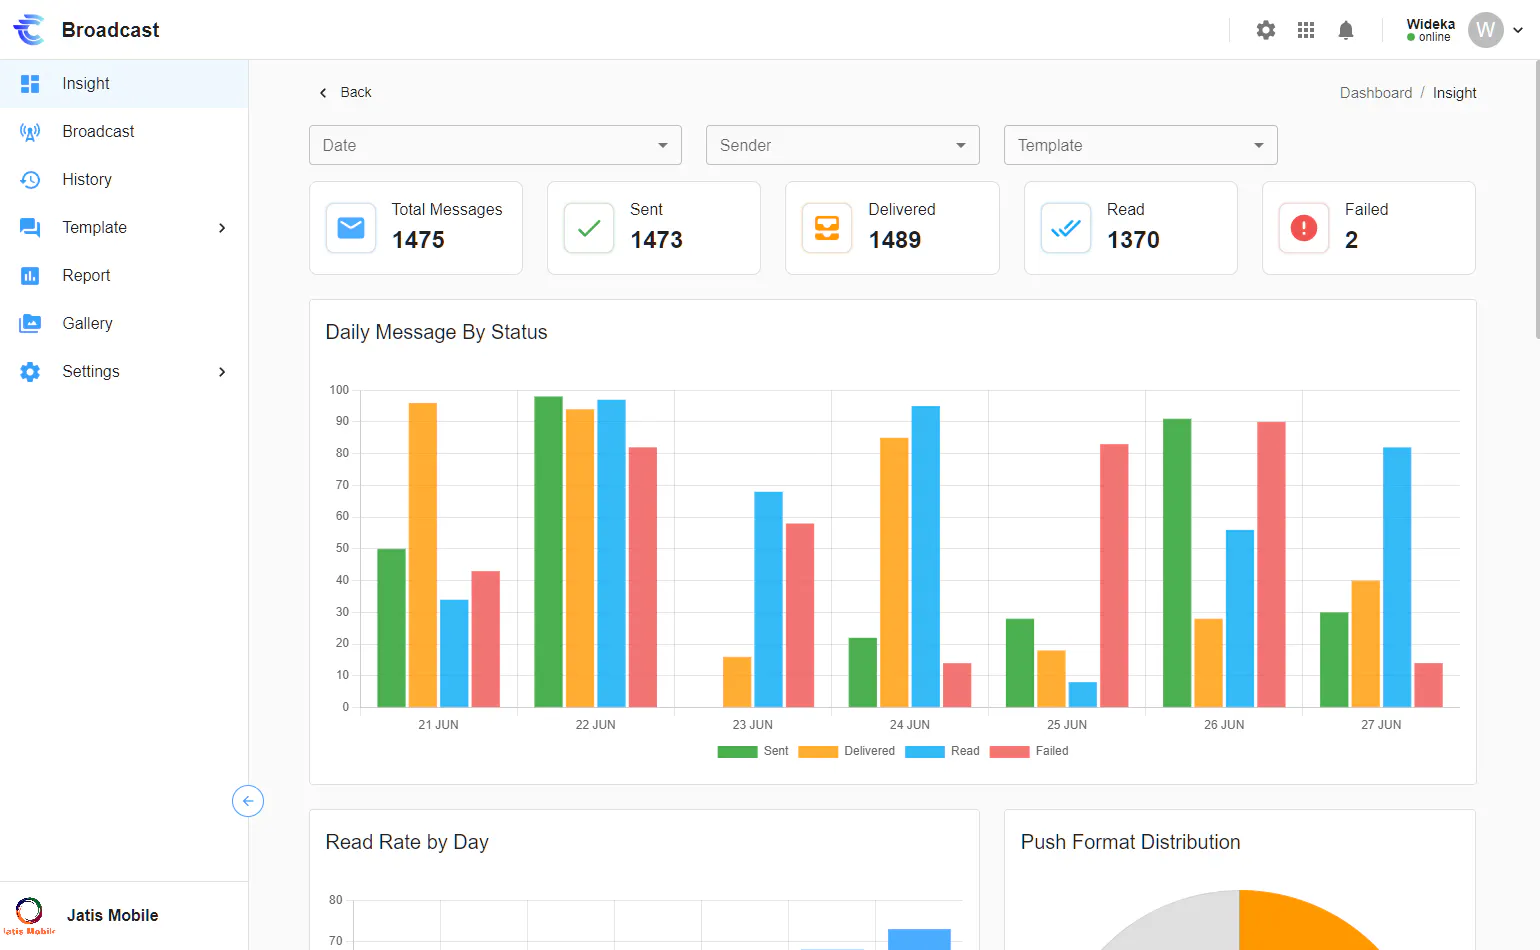 Broadcast
Wideka
online
W
Insight
Broadcast
History
Template
Report
Gallery
Settings
Jatis Mobile
Jatis Mobile
Back
Dashboard / Insight
Date
Sender
Template
Total Messages
1475
Sent
1473
Delivered
1489
Read
1370
Failed
2
Daily Message By Status
100
90
80
70
60
50
40
30
20
10
0
21 JUN
22 JUN
23 JUN
24 JUN
25 JUN
26 JUN
27 JUN
Sent
Delivered
Read
Failed
Read Rate by Day
80
70
Push Format Distribution